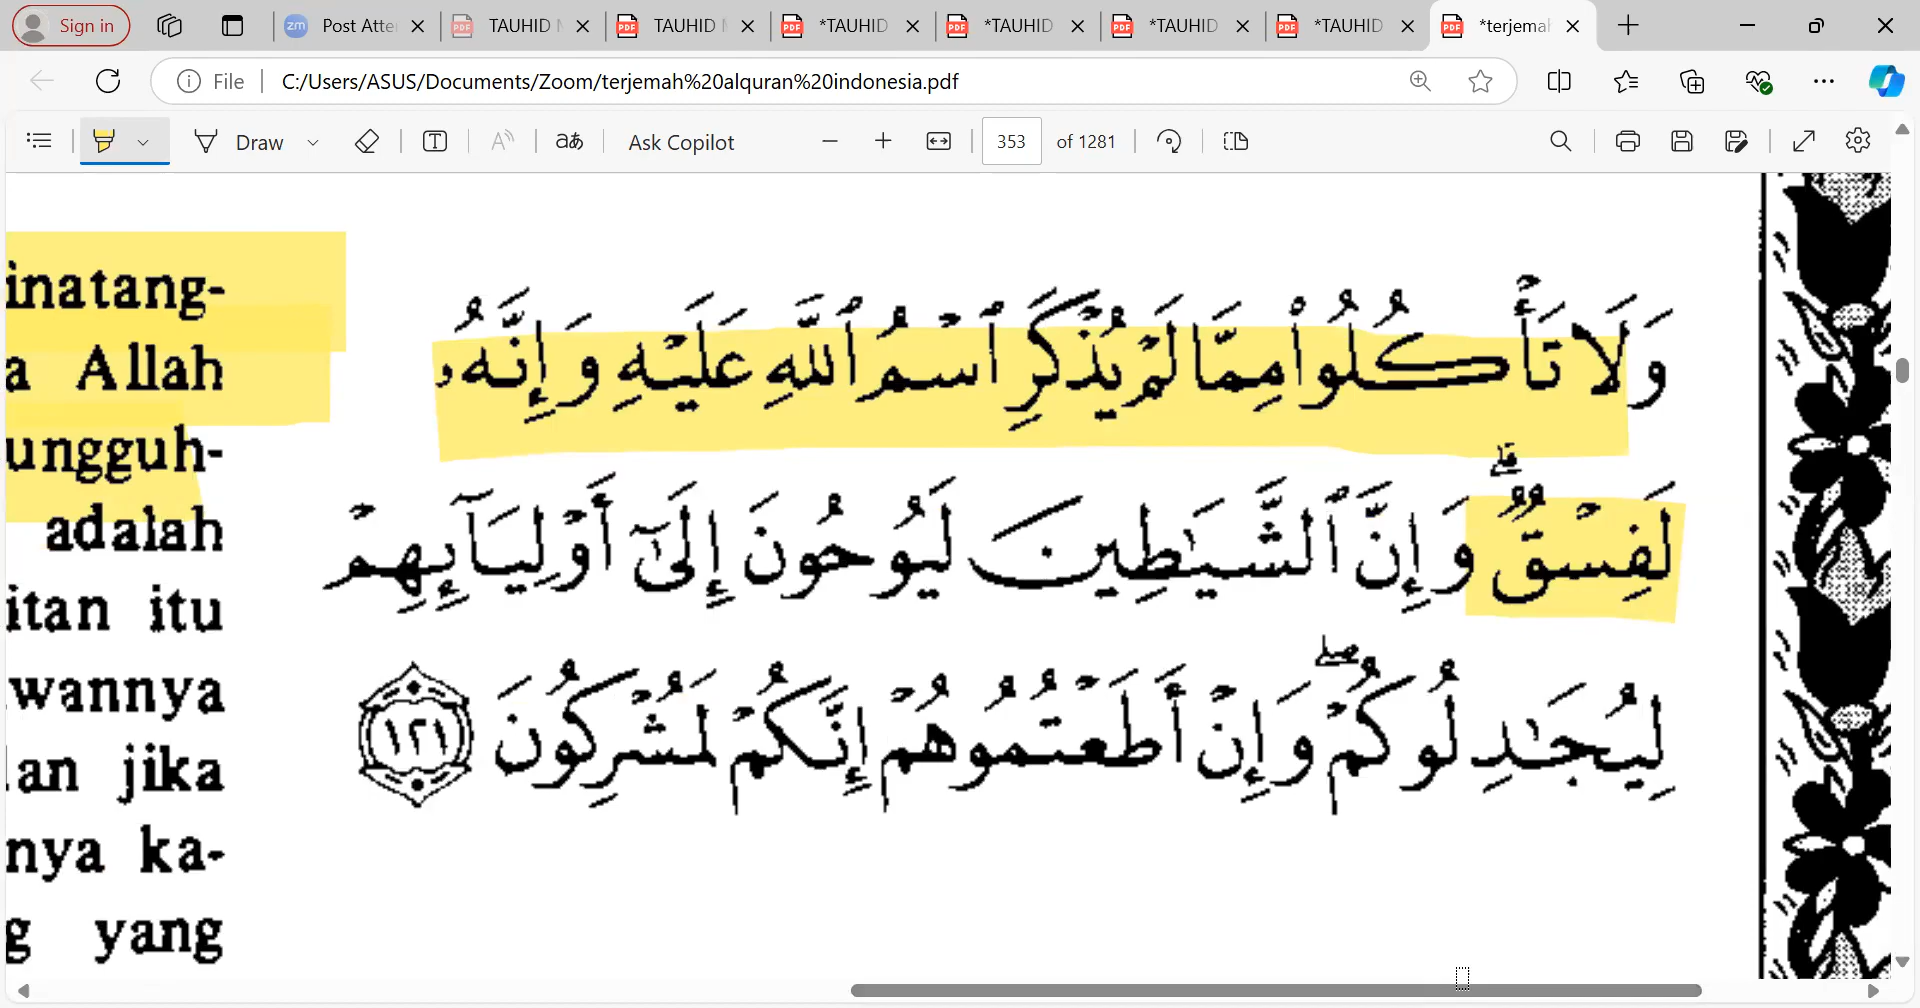 Sign in
Post Atte
TAUHID M
TAUHID M
*TAUHID
*TAUHID
*TAUHID
*TAUHID
*terjemah
File
C:/Users/ASUS/Documents/Zoom/terjemah%20alquran%20indonesia.pdf
Draw
Ask Copilot
353 of 1281
inatang-
a Allah
ungguh-
adalah
itan itu
wannya
an jika
nya ka-
g yang
وَلَا تَأۡكُلُواْ مِمَّا لَمۡ يُذۡكَرِ ٱسۡمُ ٱللَّهِ عَلَيۡهِ وَإِنَّهُۥ
لَفِسۡقٞۗ وَإِنَّ ٱلشَّيَٰطِينَ لَيُوحُونَ إِلَىٰٓ أَوۡلِيَآئِهِمۡ
لِيُجَٰدِلُوكُمۡۖ وَإِنۡ أَطَعۡتُمُوهُمۡ إِنَّكُمۡ لَمُشۡرِكُونَ ١٢١